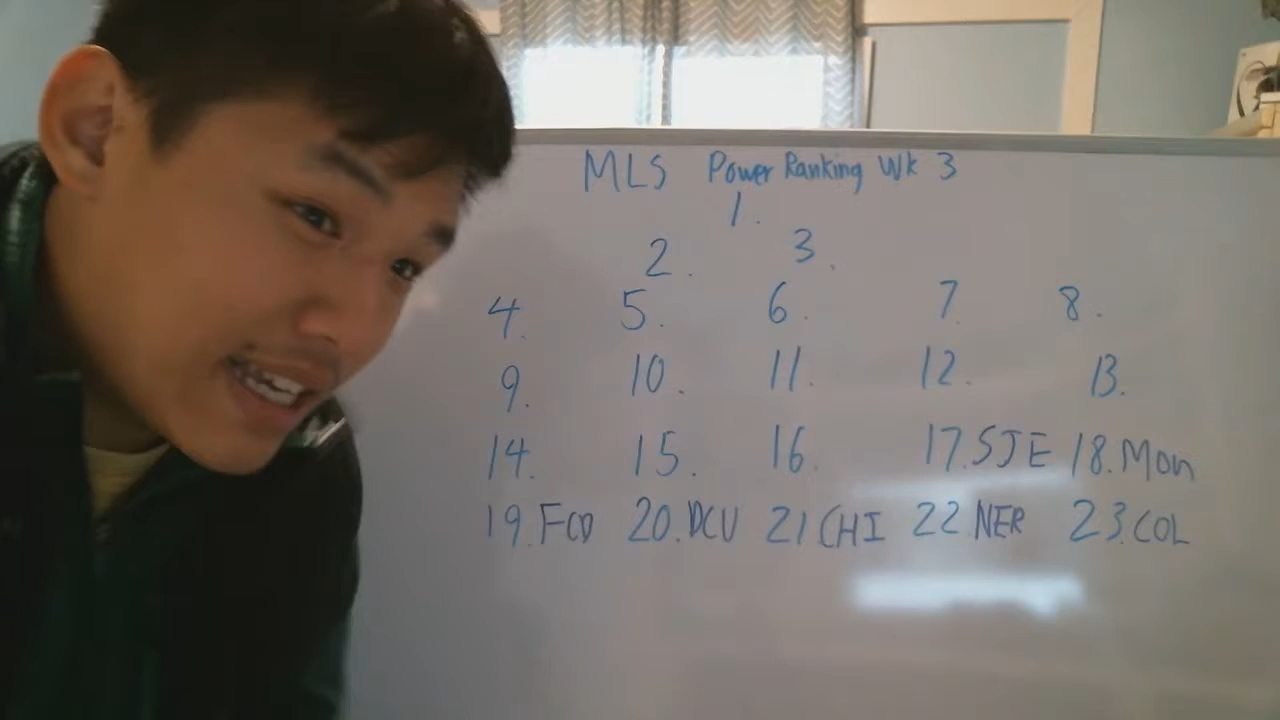 MLS Power Ranking Wk 3
1.
2. 3.
4. 5. 6. 7. 8.
9. 10. 11. 12. 13.
14. 15. 16. 17. SJE 18. Mon
19. FCD 20. DCU 21 CHI 22 NER 23. COL